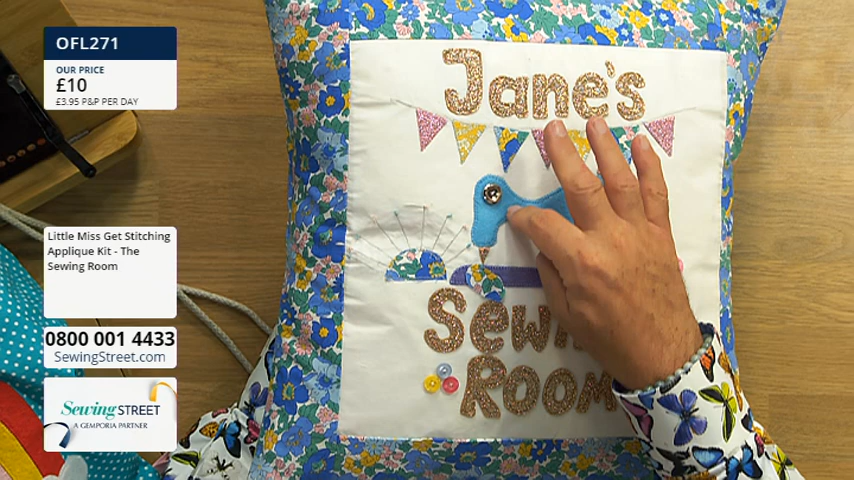 OFL271
OUR PRICE
£10
£3.95 P&P PER DAY
Little Miss Get Stitching
Applique Kit - The
Sewing Room
0800 001 4433
SewingStreet.com
Sewing STREET
A GEMPORIA PARTNER
Jane's
Room